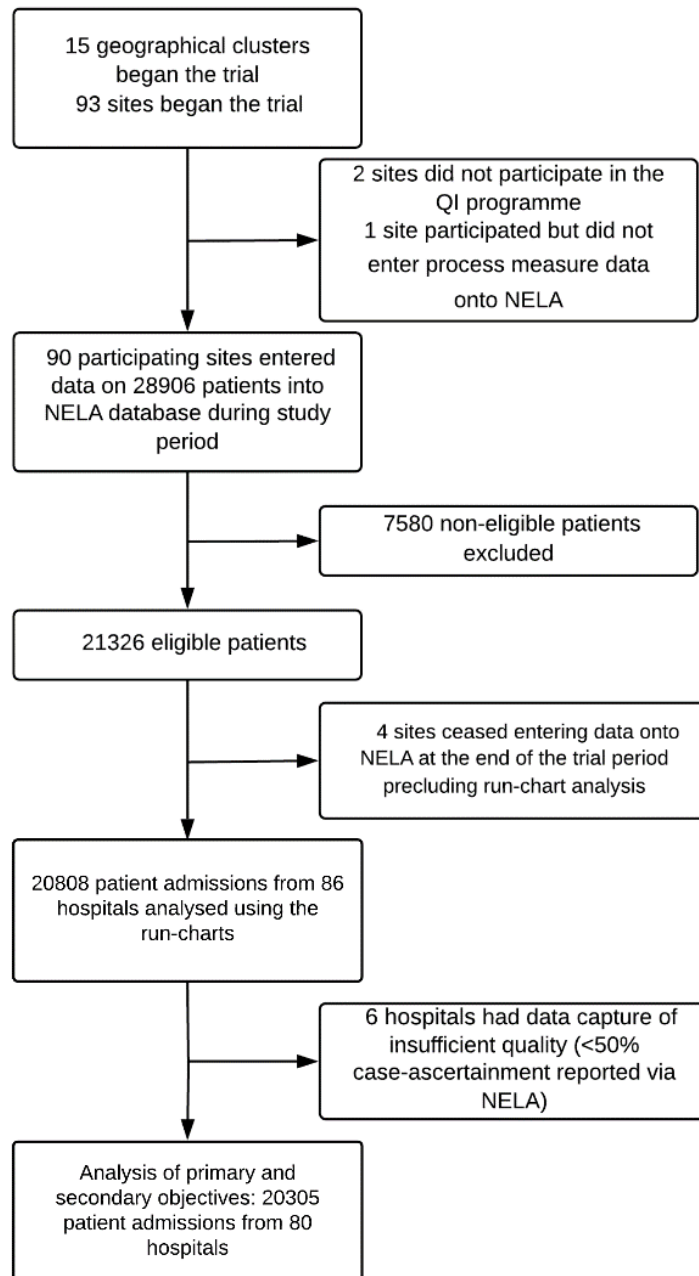 15 geographical clusters
began the trial
93 sites began the trial
2 sites did not participate in the
QI programme
1 site participated but did not
enter process measure data
onto NELA
90 participating sites entered
data on 28906 patients into
NELA database during study
period
7580 non-eligible patients
excluded
21326 eligible patients
4 sites ceased entering data onto
NELA at the end of the trial period
precluding run-chart analysis
20808 patient admissions from 86
hospitals analysed using the
run-charts
6 hospitals had data capture of
insufficient quality (<50%
case-ascertainment reported via
NELA)
Analysis of primary and
secondary objectives: 20305
patient admissions from 80
hospitals